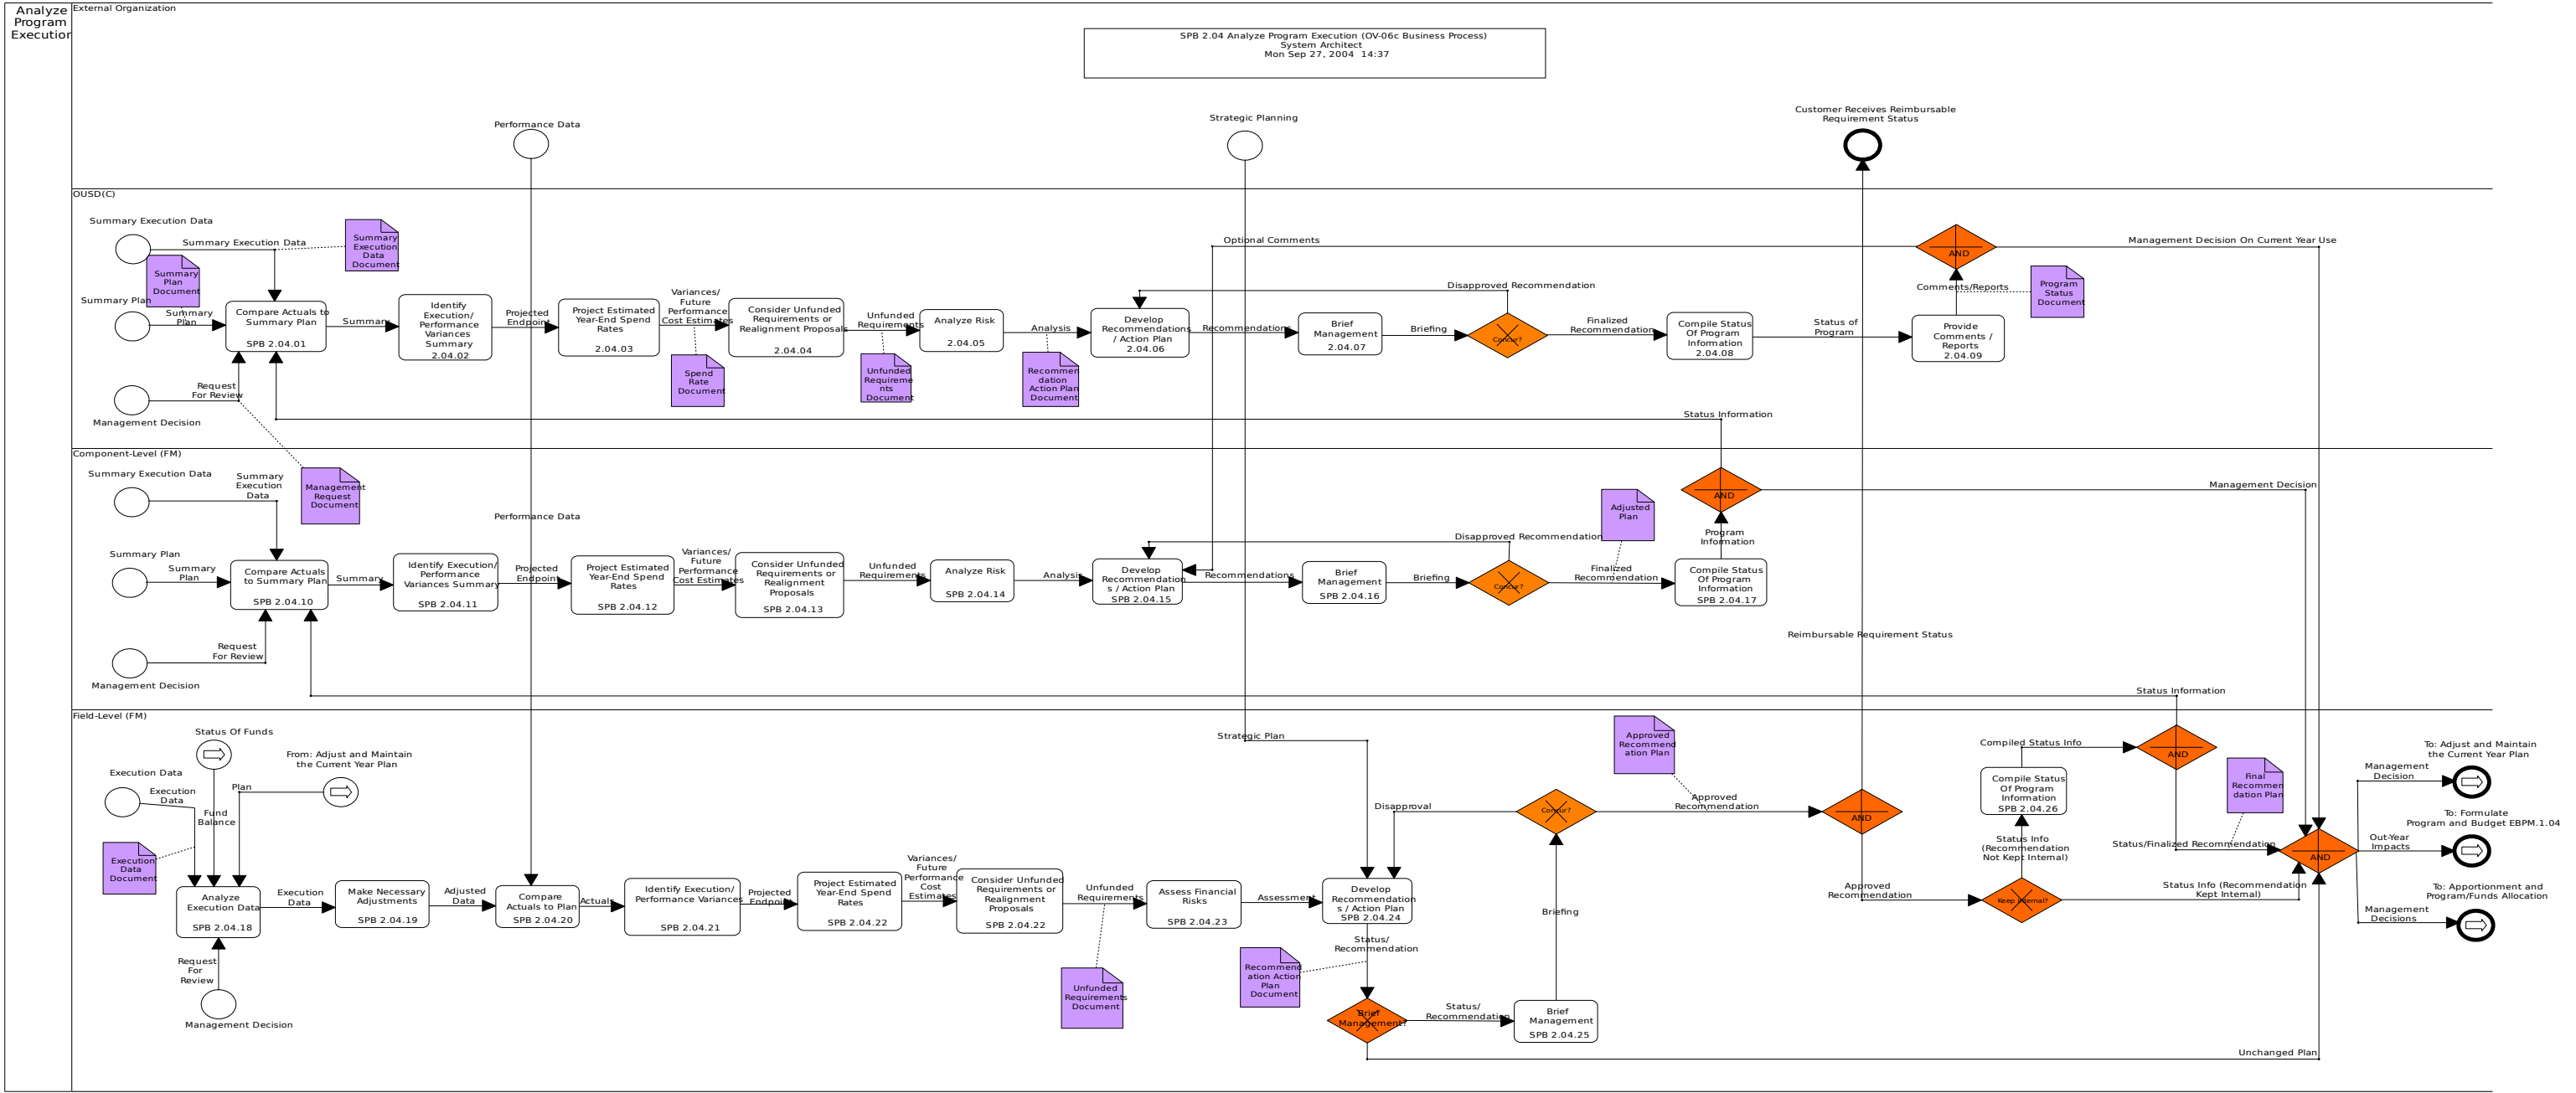 Analyze
Program
Execution
External Organization
SPB 2.04 Analyze Program Execution (OV-06c Business Process)
System Architect
Mon Sep 27, 2004  14:37
Performance Data
Strategic Planning
Customer Receives Reimbursable
Requirement Status
OUSD(C)
Summary Execution Data
Summary Execution Data
Summary
Execution
Data
Document
Summary
Plan
Document
Summary Plan
Summary
Plan
Compare Actuals to
Summary Plan
SPB 2.04.01
Summary
Identify
Execution/
Performance
Variances
Summary
2.04.02
Projected
Endpoint
Project Estimated
Year-End Spend
Rates
2.04.03
Variances/
Future
Performance
Cost Estimates
Spend
Rate
Document
Consider Unfunded
Requirements or
Realignment Proposals
2.04.04
Unfunded
Requirements
Unfunded
Requireme
nts
Document
Analyze Risk
2.04.05
Analysis
Recommen
dation
Action Plan
Document
Develop
Recommendations
/ Action Plan
2.04.06
Recommendations
Optional Comments
Brief
Management
2.04.07
Briefing
Disapproved Recommendation
Concur?
Finalized
Recommendation
Compile Status
Of Program
Information
2.04.08
Status of
Program
Provide
Comments /
Reports
2.04.09
Comments/Reports
AND
Program
Status
Document
Management Decision On Current Year Use
Request
For Review
Management Decision
Status Information
Component-Level (FM)
Summary Execution Data
Summary
Execution
Data
Management
Request
Document
Performance Data
Summary Plan
Summary
Plan
Compare Actuals
to Summary Plan
SPB 2.04.10
Summary
Identify Execution/
Performance
Variances Summary
SPB 2.04.11
Projected
Endpoint
Project Estimated
Year-End Spend
Rates
SPB 2.04.12
Variances/
Future
Performance
Cost Estimates
Consider Unfunded
Requirements or
Realignment
Proposals
SPB 2.04.13
Unfunded
Requirements
Analyze Risk
SPB 2.04.14
Analysis
Develop
Recommendation
s / Action Plan
SPB 2.04.15
Recommendations
Brief
Management
SPB 2.04.16
Briefing
Disapproved Recommendation
Concur?
Adjusted
Plan
Finalized
Recommendation
Compile Status
Of Program
Information
SPB 2.04.17
Program
Information
AND
Management Decision
Request
For Review
Management Decision
Reimbursable Requirement Status
Status Information
Field-Level (FM)
Status Of Funds
From: Adjust and Maintain
the Current Year Plan
Execution Data
Execution
Data
Fund
Balance
Plan
Execution
Data
Document
Analyze
Execution Data
SPB 2.04.18
Request
For
Review
Management Decision
Execution
Data
Make Necessary
Adjustments
SPB 2.04.19
Adjusted
Data
Compare
Actuals to Plan
SPB 2.04.20
Actuals
Identify Execution/
Performance Variances
SPB 2.04.21
Projected
Endpoint
Project Estimated
Year-End Spend
Rates
SPB 2.04.22
Variances/
Future
Performance
Cost
Estimates
Consider Unfunded
Requirements or
Realignment
Proposals
SPB 2.04.22
Unfunded
Requirements
Unfunded
Requirements
Document
Assess Financial
Risks
SPB 2.04.23
Assessment
Strategic Plan
Develop
Recommendation
s / Action Plan
SPB 2.04.24
Status/
Recommendation
Recommend
ation Action
Plan
Document
Brief
Management?
Status/
Recommendation
Brief
Management
SPB 2.04.25
Briefing
Disapproval
Concur?
Approved
Recommend
ation Plan
Approved
Recommendation
AND
Approved
Recommendation
Keep Internal?
Status Info
(Recommendation
Not Kept Internal)
Compile Status
Of Program
Information
SPB 2.04.26
Compiled Status Info
AND
Status/Finalized Recommendation
Final
Recommen
dation Plan
Status Info (Recommendation
Kept Internal)
Unchanged Plan
AND
Management
Decision
To: Adjust and Maintain
the Current Year Plan
Out-Year
Impacts
To: Formulate
Program and Budget EBPM.1.04
Management
Decisions
To: Apportionment and
Program/Funds Allocation